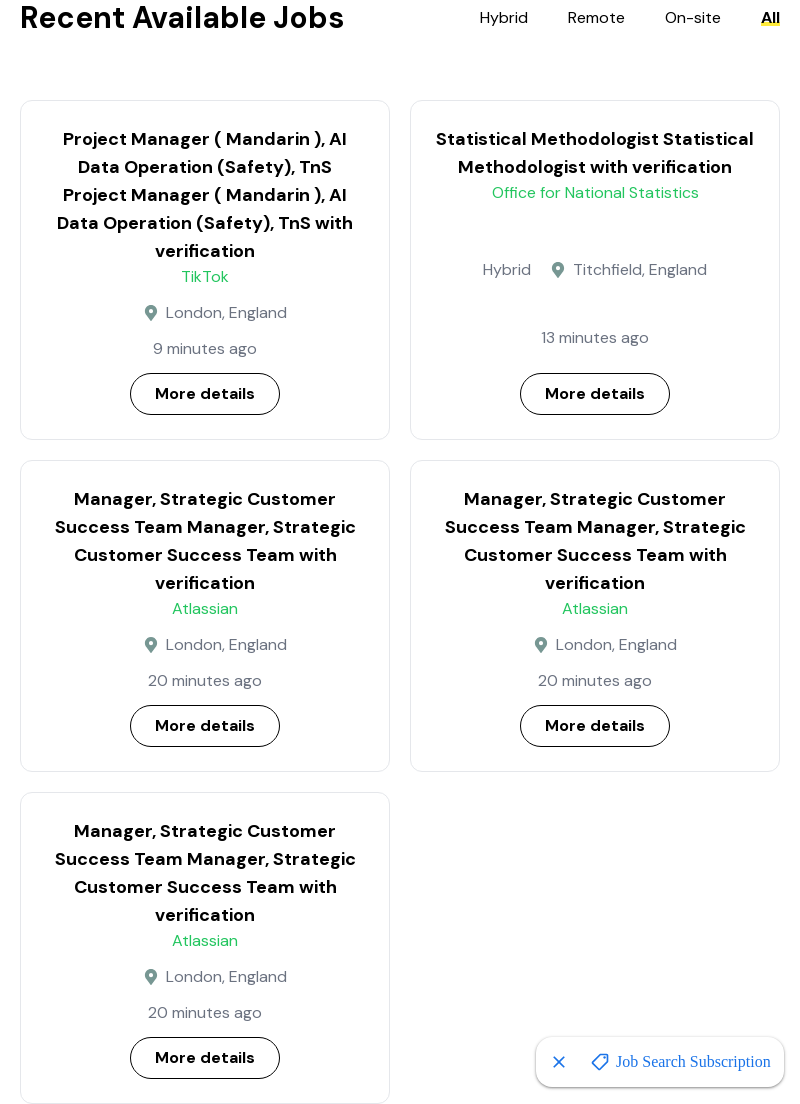 Recent Available Jobs
Hybrid
Remote
On-site
All
Project Manager ( Mandarin ), AI
Data Operation (Safety), TnS
Project Manager ( Mandarin ), AI
Data Operation (Safety), TnS with
verification
TikTok
London, England
9 minutes ago
More details
Statistical Methodologist Statistical
Methodologist with verification
Office for National Statistics
Hybrid
Titchfield, England
13 minutes ago
More details
Manager, Strategic Customer
Success Team Manager, Strategic
Customer Success Team with
verification
Atlassian
London, England
20 minutes ago
More details
Manager, Strategic Customer
Success Team Manager, Strategic
Customer Success Team with
verification
Atlassian
London, England
20 minutes ago
More details
Manager, Strategic Customer
Success Team Manager, Strategic
Customer Success Team with
verification
Atlassian
London, England
20 minutes ago
More details
Job Search Subscription